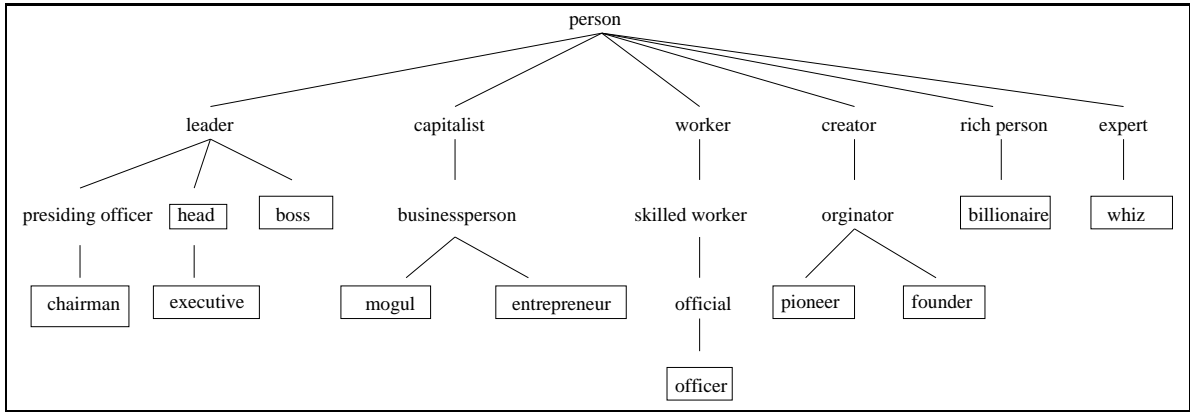 person
leader capitalist worker creator rich person expert
presiding officer head boss businessperson skilled worker orginator billionaire whiz
chairman executive mogul entrepreneur official pioneer founder
officer